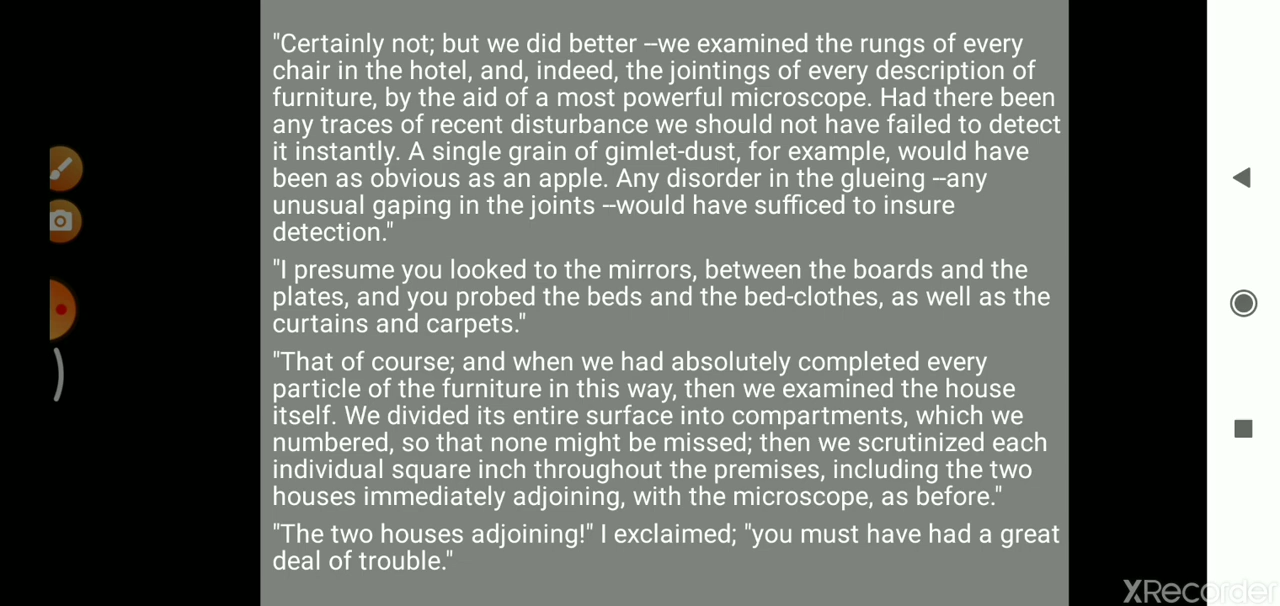 "Certainly not; but we did better --we examined the rungs of every
chair in the hotel, and, indeed, the jointings of every description of
furniture, by the aid of a most powerful microscope. Had there been
any traces of recent disturbance we should not have failed to detect
it instantly. A single grain of gimlet-dust, for example, would have
been as obvious as an apple. Any disorder in the glueing --any
unusual gaping in the joints --would have sufficed to insure
detection."
"I presume you looked to the mirrors, between the boards and the
plates, and you probed the beds and the bed-clothes, as well as the
curtains and carpets."
"That of course; and when we had absolutely completed every
particle of the furniture in this way, then we examined the house
itself. We divided its entire surface into compartments, which we
numbered, so that none might be missed; then we scrutinized each
individual square inch throughout the premises, including the two
houses immediately adjoining, with the microscope, as before."
"The two houses adjoining!" I exclaimed; "you must have had a great
deal of trouble."
XRecorder